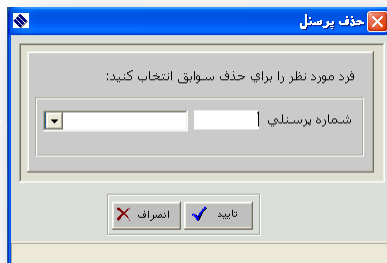 حذف پرسنل
فرد مورد نظر را براي حذف سوابق انتخاب كنيد:
شماره پرسنلي
تاييد
انصراف